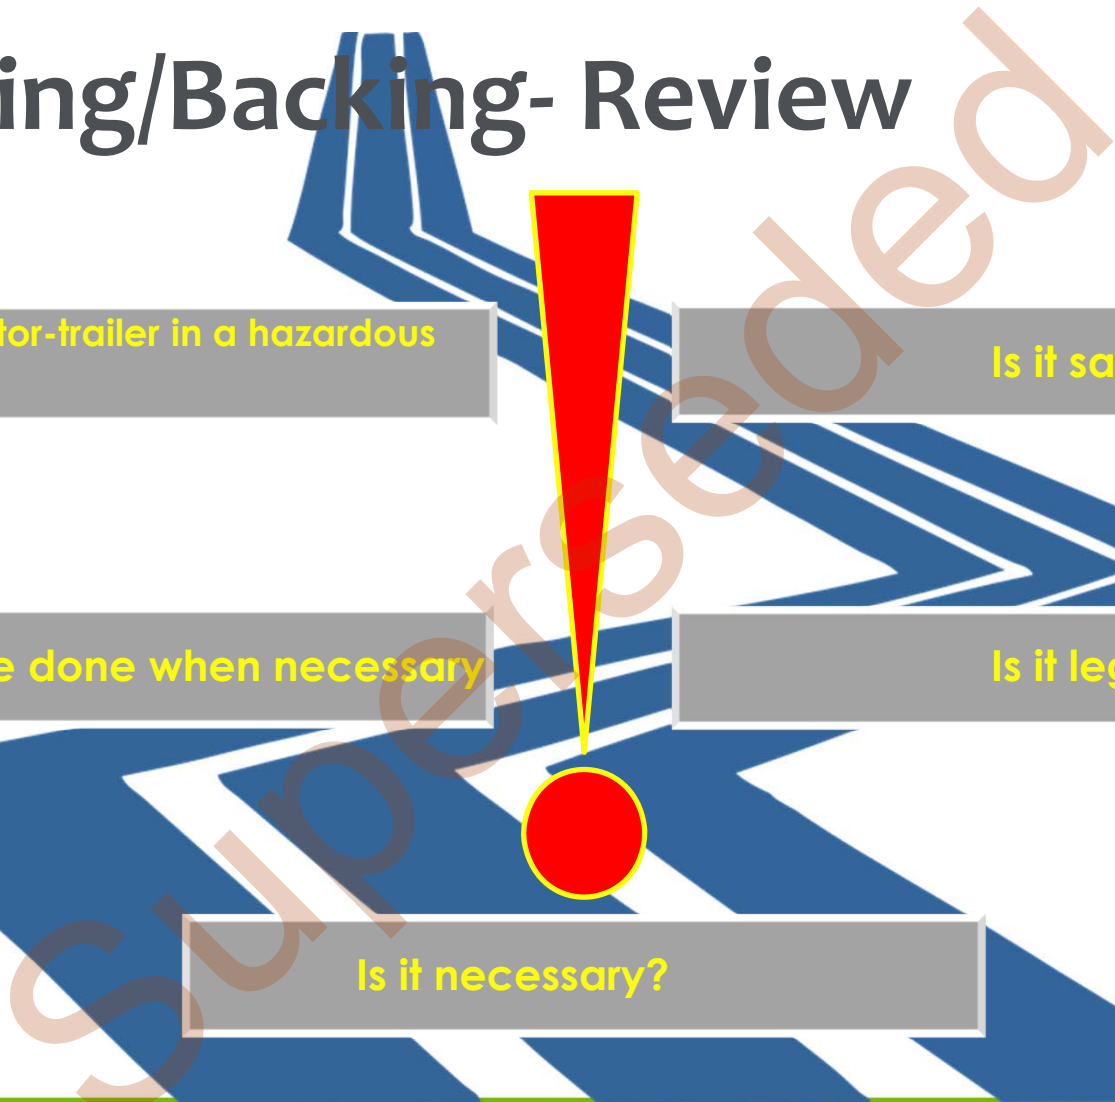 ing/Backing- Review
tor-trailer in a hazardous
Is it sa
e done when necessary
Is it leg
Is it necessary?
Superseded